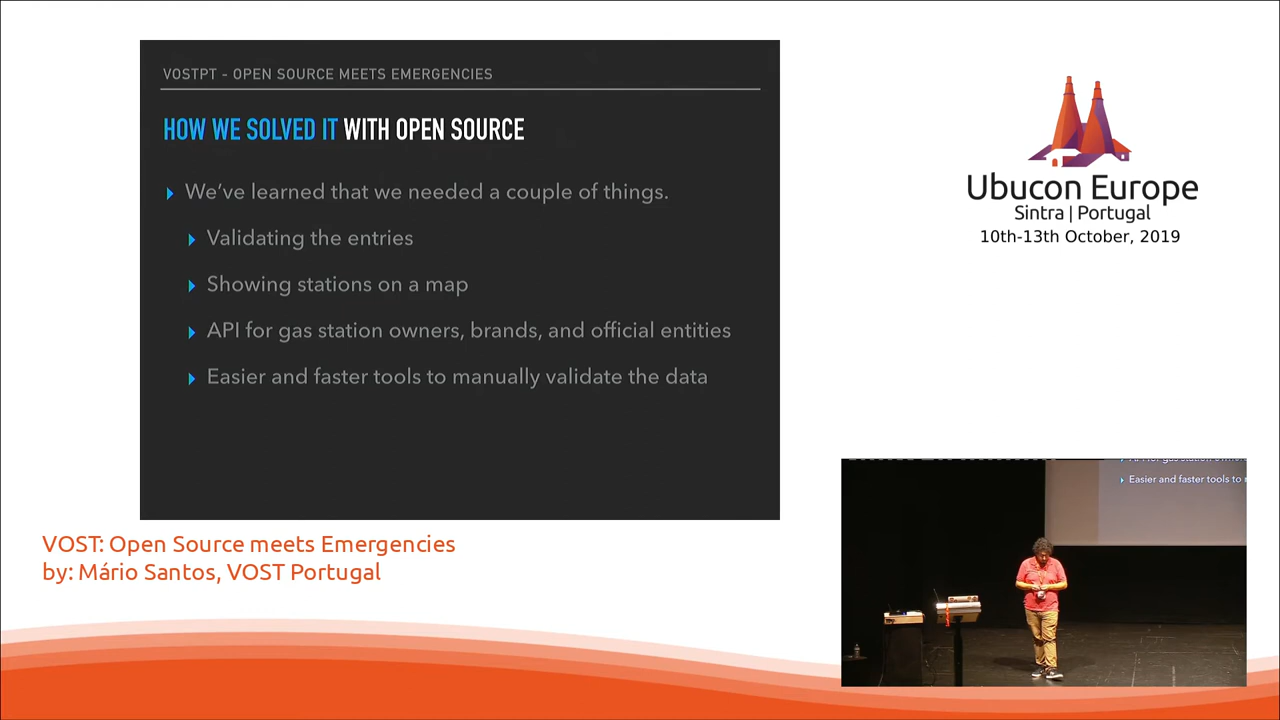 VOSTPT - OPEN SOURCE MEETS EMERGENCIES
HOW WE SOLVED IT WITH OPEN SOURCE
We've learned that we needed a couple of things.
Validating the entries
Showing stations on a map
API for gas station owners, brands, and official entities
Easier and faster tools to manually validate the data
Ubucon Europe
Sintra | Portugal
10th-13th October, 2019
Easier and faster tools to
VOST: Open Source meets Emergencies
by: Mário Santos, VOST Portugal